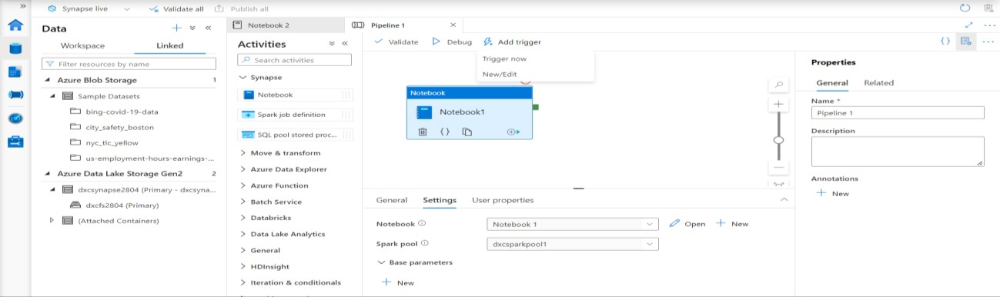 Synapse live
Validate all
Publish all
Data
Workspace
Linked
Filter resources by name
Azure Blob Storage 1
Sample Datasets
bing-covid-19-data
city_safety_boston
nyc_tlc_yellow
us-employment-hours-earnings-...
Azure Data Lake Storage Gen2 2
dxcsynapse2804 (Primary - dxcsyna...
dxcfs2804 (Primary)
(Attached Containers)
Notebook 2
Pipeline 1
Activities
Search activities
Synapse
Notebook
Spark job definition
SQL pool stored proc...
Move & transform
Azure Data Explorer
Azure Function
Batch Service
Databricks
Data Lake Analytics
General
HDInsight
Iteration & conditionals
Validate
Debug
Add trigger
Trigger now
New/Edit
Notebook
Notebook1
General
Settings
User properties
Notebook
Notebook 1
Open
New
Spark pool
dxcsparkpool1
Base parameters
New
Properties
General
Related
Name *
Pipeline 1
Description
Annotations
New